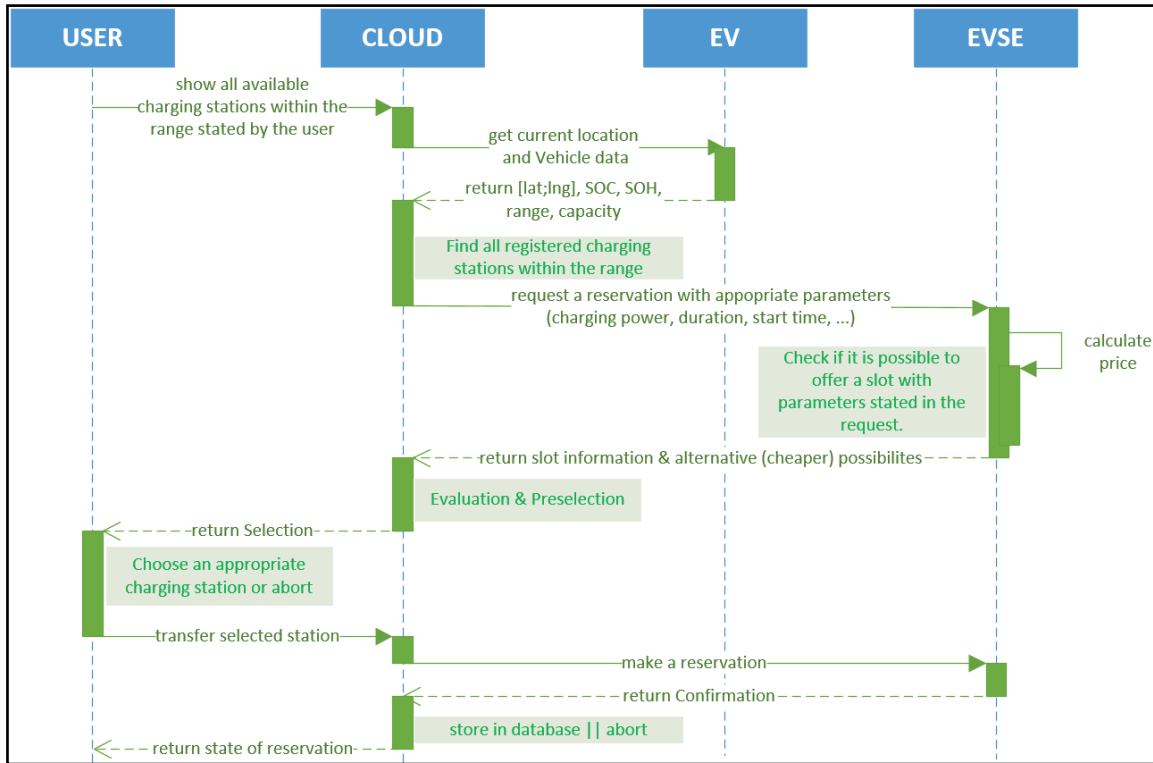 USER
CLOUD
EV
EVSE
show all available
charging stations within the
range stated by the user
get current location
and Vehicle data
return [lat;lng], SOC, SOH,
range, capacity
Find all registered charging
stations within the range
request a reservation with appopriate parameters
(charging power, duration, start time, ...)
calculate
price
Check if it is possible to
offer a slot with
parameters stated in the
request.
return slot information & alternative (cheaper) possibilites
Evaluation & Preselection
return Selection
Choose an appropriate
charging station or abort
transfer selected station
make a reservation
return Confirmation
store in database || abort
return state of reservation